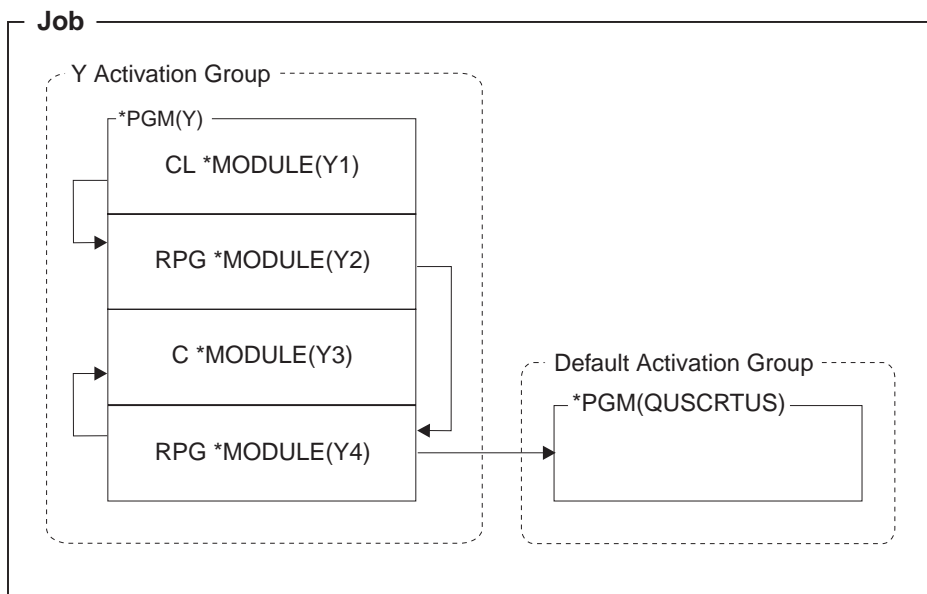 Job
Y Activation Group
*PGM(Y)
CL *MODULE(Y1)
RPG *MODULE(Y2)
C *MODULE(Y3)
RPG *MODULE(Y4)
Default Activation Group
*PGM(QUSCRTUS)